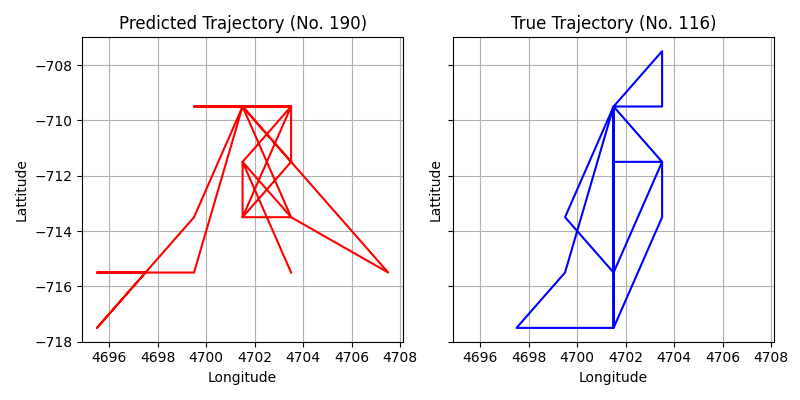 Predicted Trajectory (No. 190)
True Trajectory (No. 116)
−708
−710
−712
−714
−716
−718
Lattitude
Lattitude
4696 4698 4700 4702 4704 4706 4708
4696 4698 4700 4702 4704 4706 4708
Longitude
Longitude